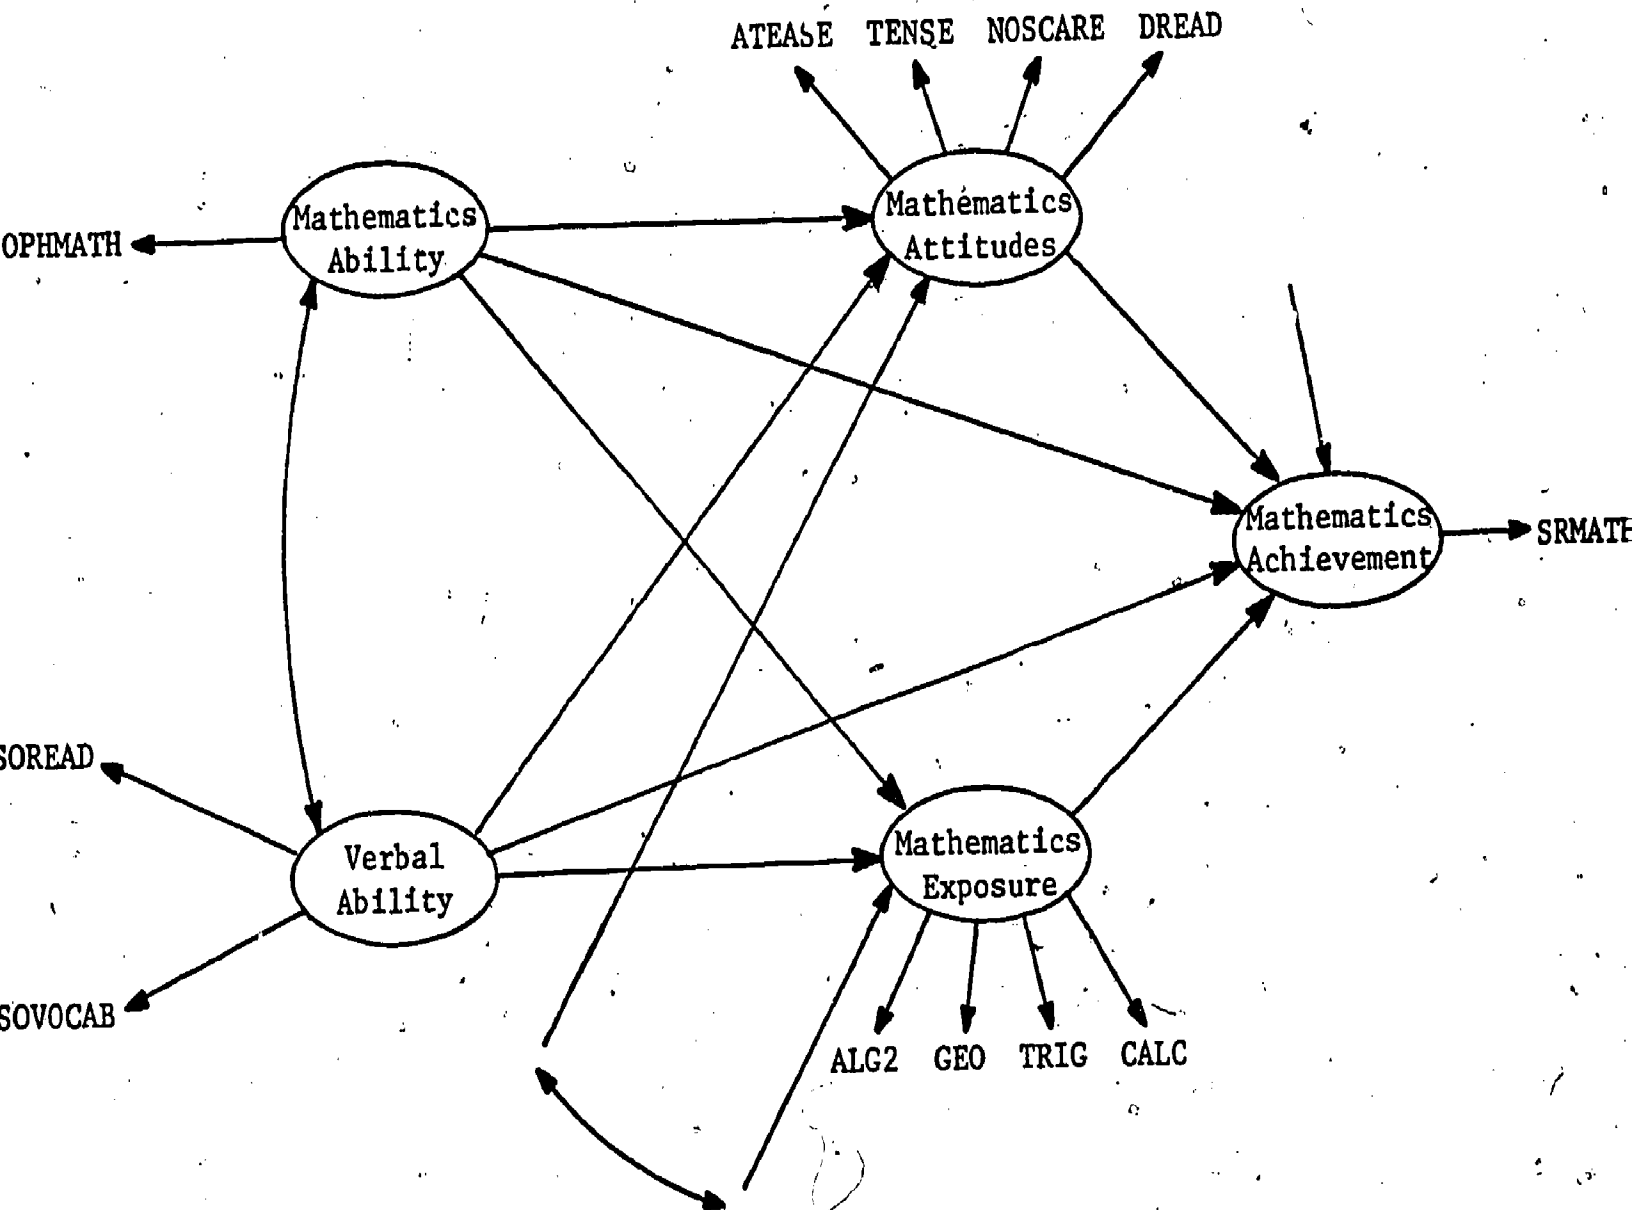 ATEASE TENSE NOSCARE DREAD
Mathematics
Attitudes
Mathematics
Ability
OPHMATH
Mathematics
Achievement
SRMATH
SOREAD
Verbal
Ability
SOVOCAB
Mathematics
Exposure
ALG2 GEO TRIG CALC